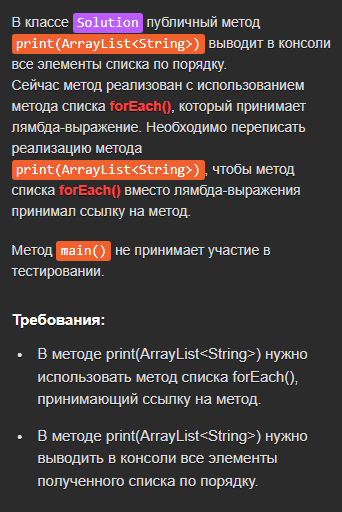 В классе Solution публичный метод
print(ArrayList<String>) выводит в консоли
все элементы списка по порядку.
Сейчас метод реализован с использованием
метода списка forEach(), который принимает
лямбда-выражение. Необходимо переписать
реализацию метода
print(ArrayList<String>), чтобы метод
списка forEach() вместо лямбда-выражения
принимал ссылку на метод.
Метод main() не принимает участие в
тестировании.
Требования:
• В методе print(ArrayList<String>) нужно
использовать метод списка forEach(),
принимающий ссылку на метод.
• В методе print(ArrayList<String>) нужно
выводить в консоли все элементы
полученного списка по порядку.